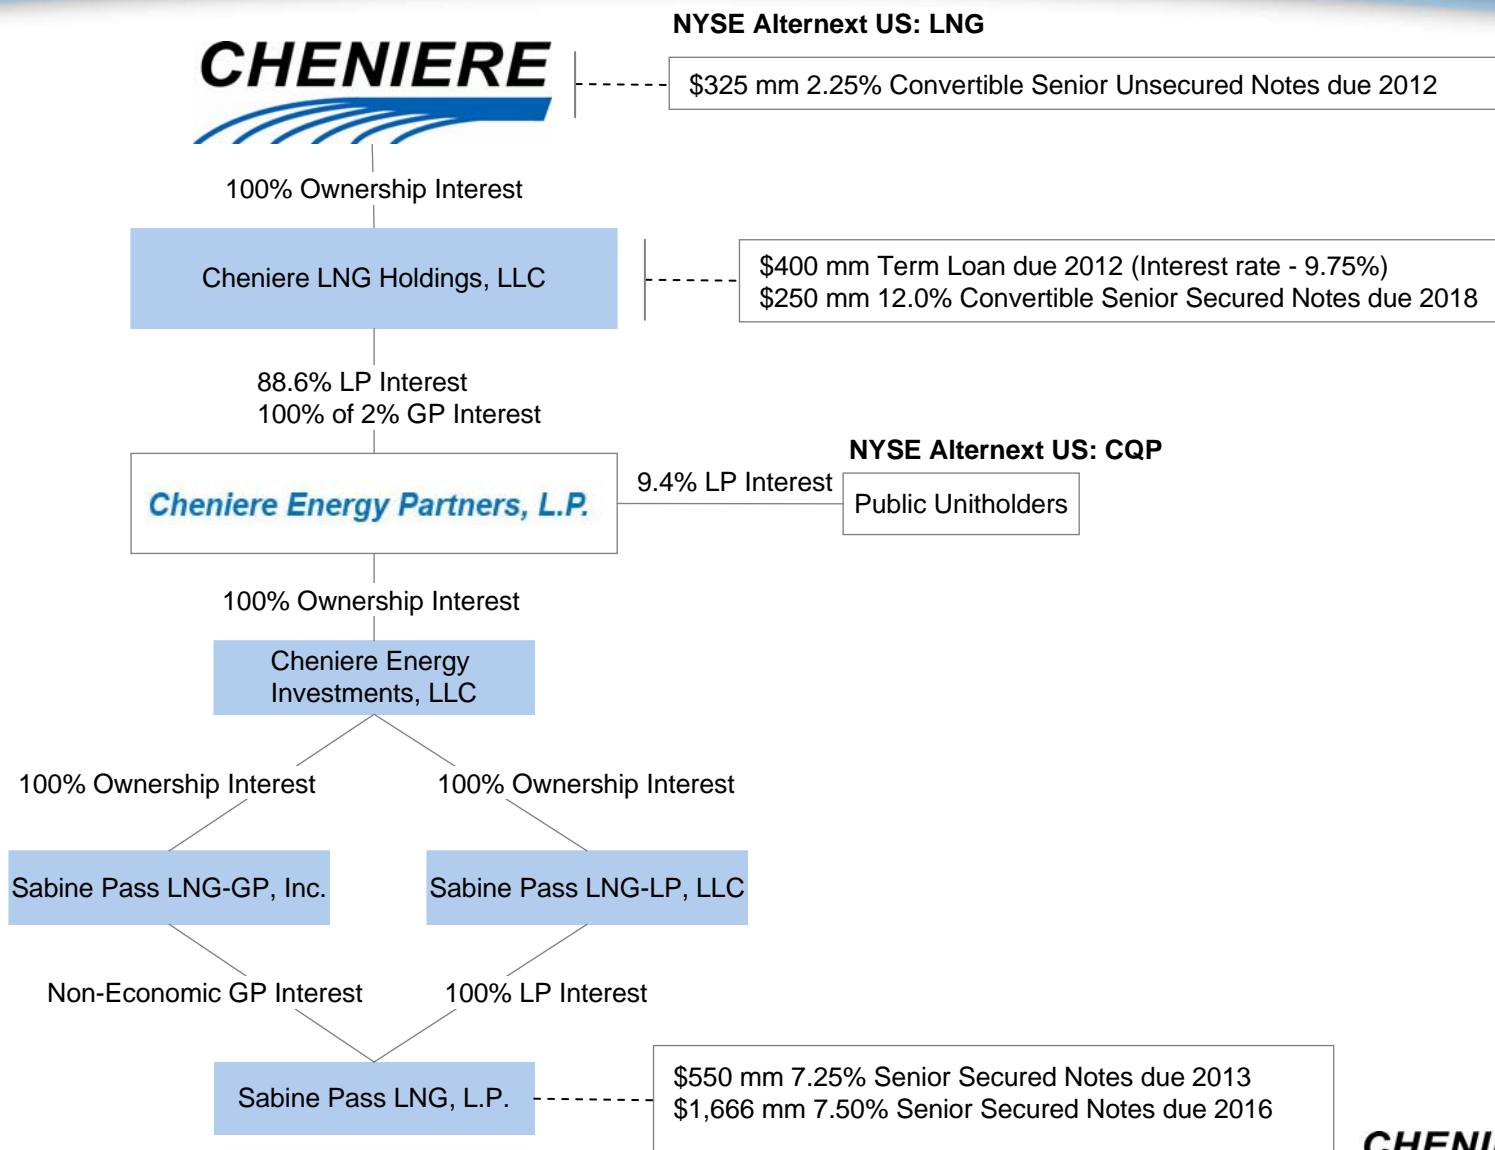 NYSE Alternext US: LNG
CHENIERE
$325 mm 2.25% Convertible Senior Unsecured Notes due 2012
100% Ownership Interest
Cheniere LNG Holdings, LLC
$400 mm Term Loan due 2012 (Interest rate - 9.75%)
$250 mm 12.0% Convertible Senior Secured Notes due 2018
88.6% LP Interest
100% of 2% GP Interest
NYSE Alternext US: CQP
Cheniere Energy Partners, L.P.
9.4% LP Interest
Public Unitholders
100% Ownership Interest
Cheniere Energy
Investments, LLC
100% Ownership Interest
100% Ownership Interest
Sabine Pass LNG-GP, Inc.
Sabine Pass LNG-LP, LLC
Non-Economic GP Interest
100% LP Interest
Sabine Pass LNG, L.P.
$550 mm 7.25% Senior Secured Notes due 2013
$1,666 mm 7.50% Senior Secured Notes due 2016